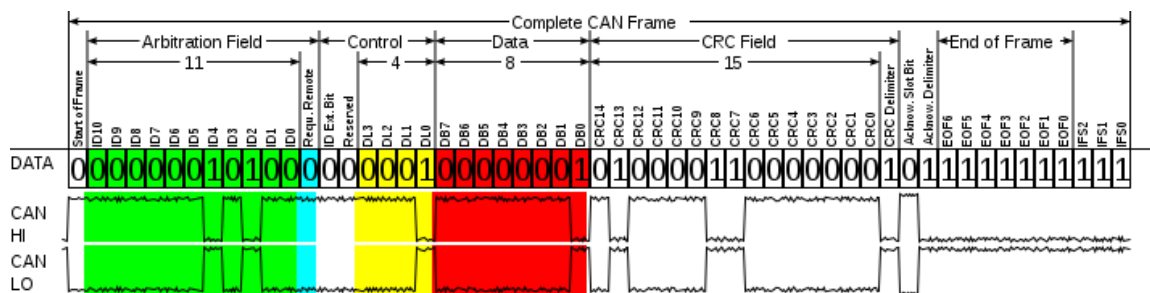 Complete CAN Frame
Arbitration Field Control Data CRC Field End of Frame
11 4 8 15
Start of Frame
ID10
ID9
ID8
ID7
ID6
ID5
ID4
ID3
ID2
ID1
ID0
Requ. Remote
ID Ext. Bit
Reserved
DL3
DL2
DL1
DL0
DB7
DB6
DB5
DB4
DB3
DB2
DB1
DB0
CRC14
CRC13
CRC12
CRC11
CRC10
CRC9
CRC8
CRC7
CRC6
CRC5
CRC4
CRC3
CRC2
CRC1
CRC0
CRC Delimiter
Acknow. Slot Bit
Acknow. Delimiter
EOF6
EOF5
EOF4
EOF3
EOF2
EOF1
EOF0
IFS2
IFS1
IFS0
DATA 0 0 0 0 0 0 0 1 0 1 0 0 0 0 0 0 0 0 1 0 0 0 0 0 0 0 1 0 1 0 0 0 0 1 1 0 0 0 0 0 0 0 1 0 1 1 1 1 1 1 1 1 1 1 1
CAN
HI
CAN
LO